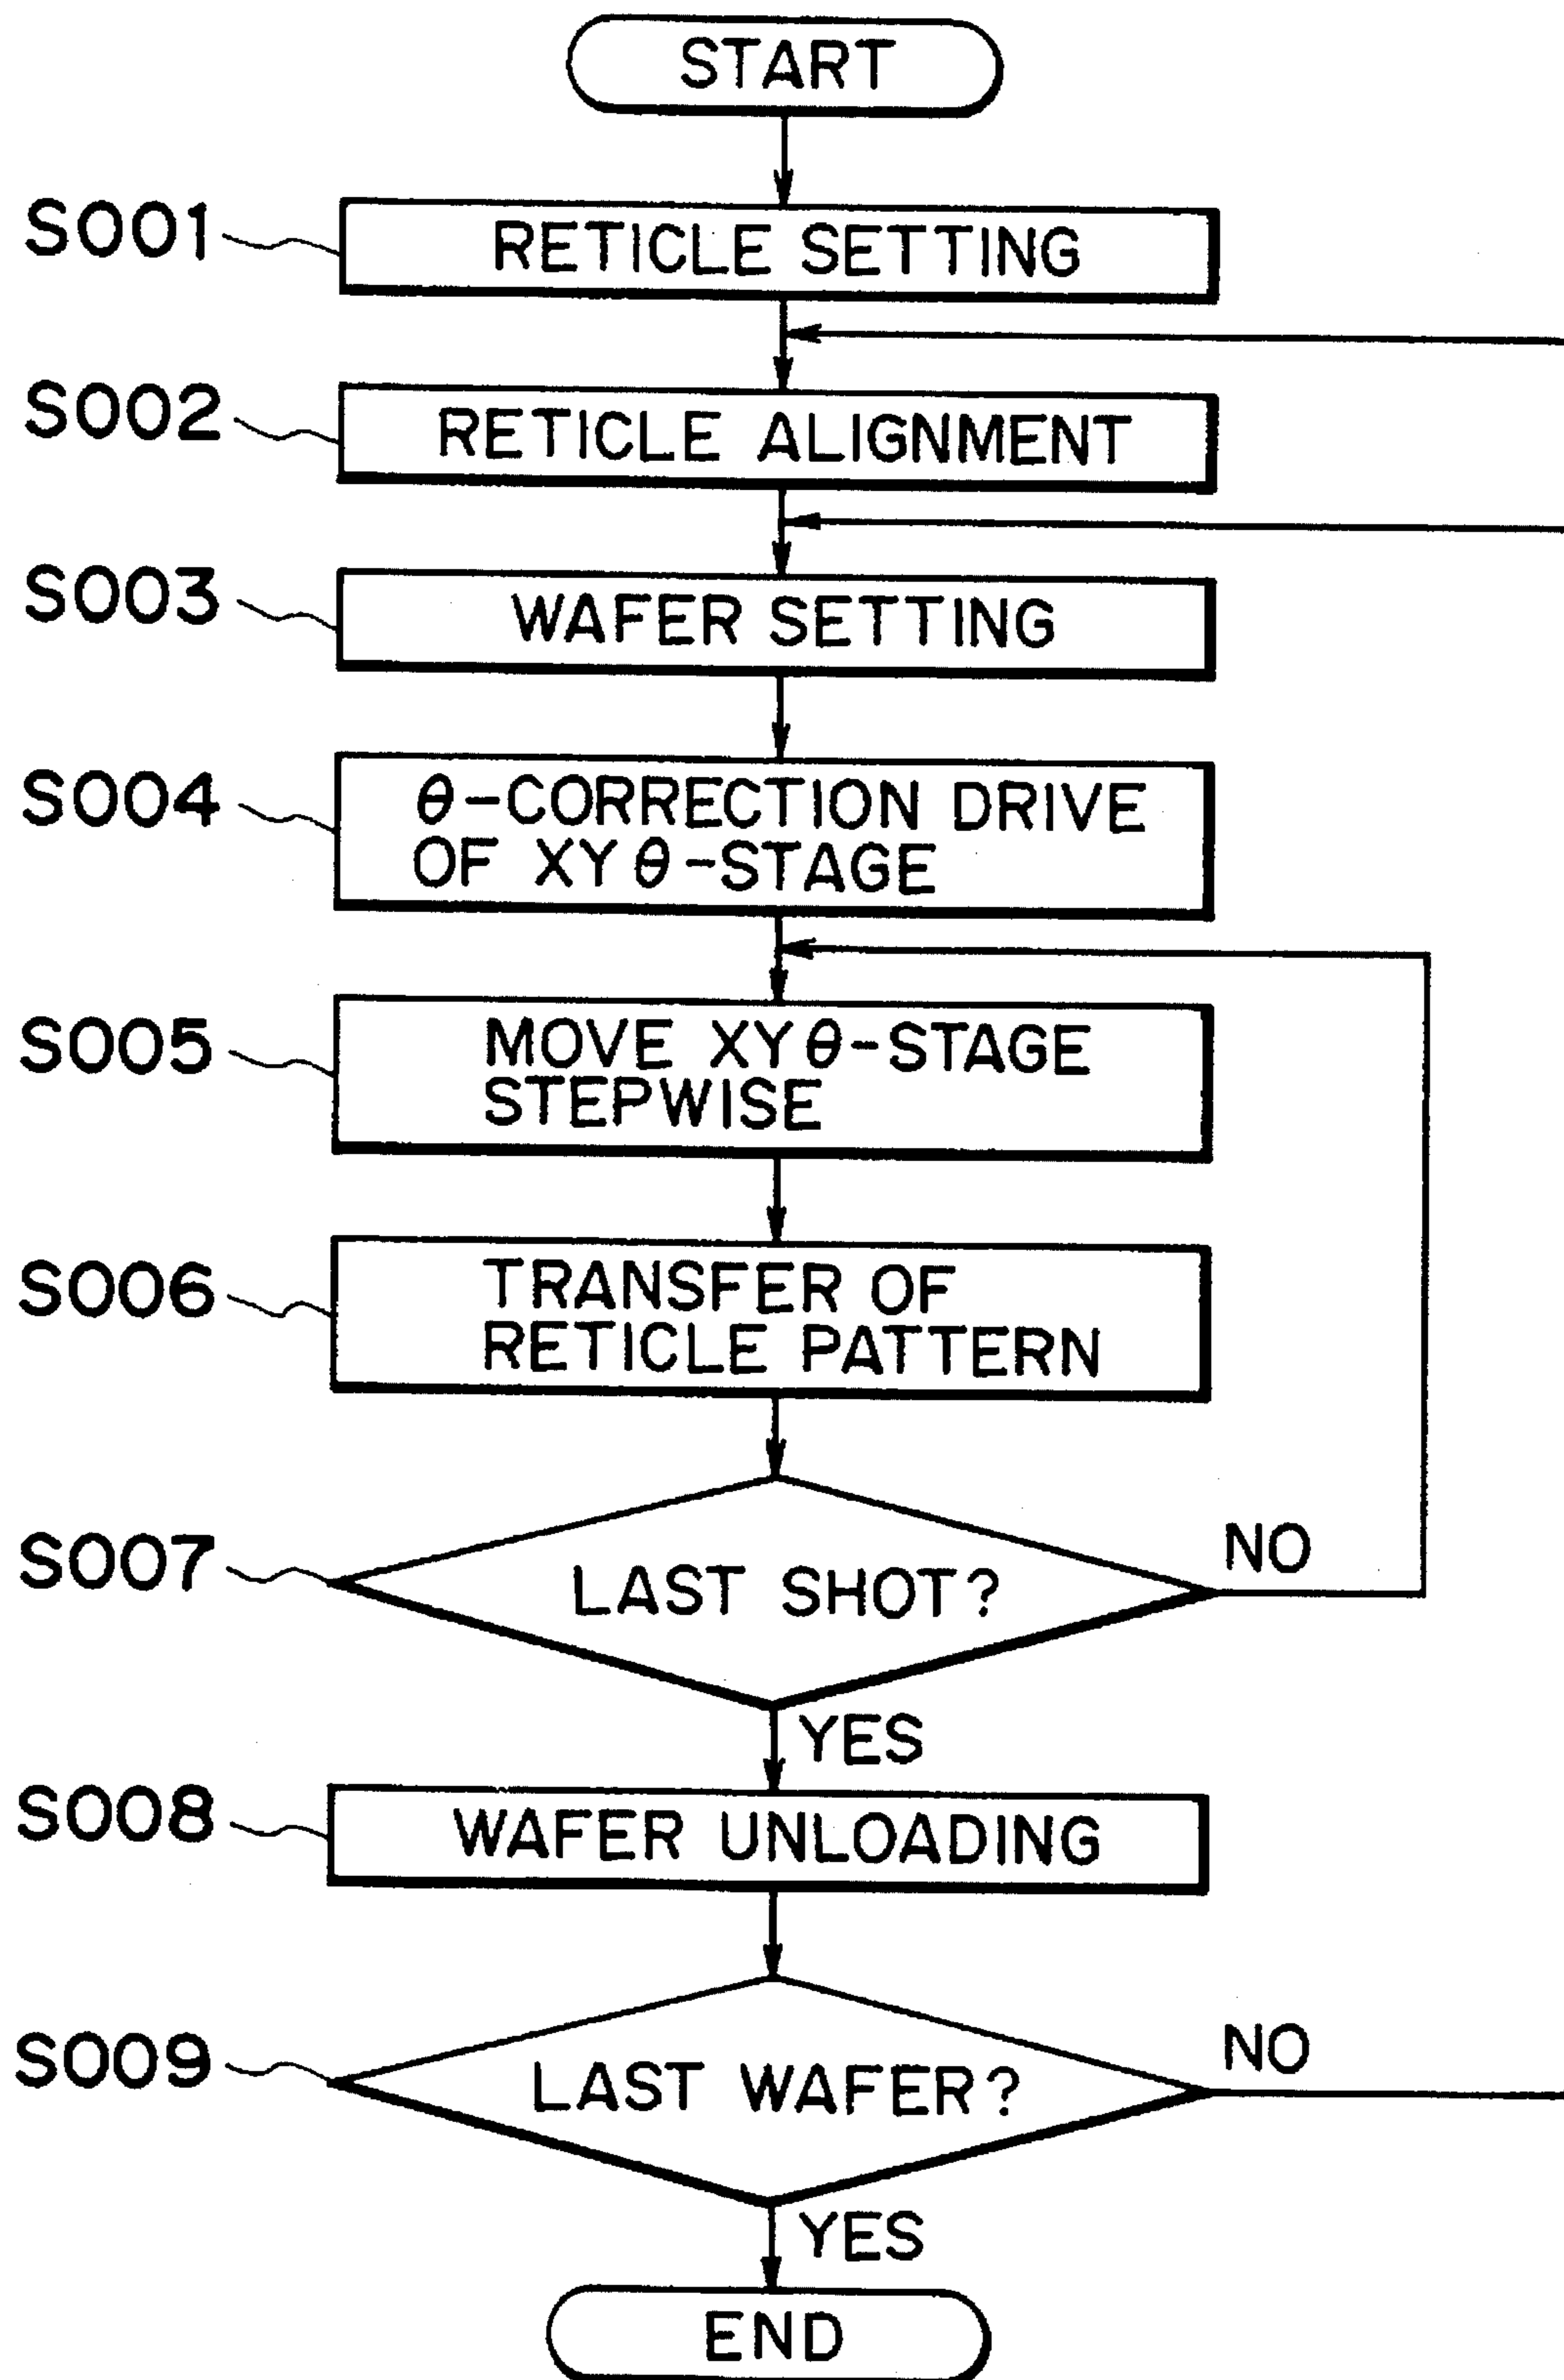 START
S001
RETICLE SETTING
S002
RETICLE ALIGNMENT
S003
WAFER SETTING
S004
θ-CORRECTION DRIVE
OF XYθ-STAGE
S005
MOVE XYθ-STAGE
STEPWISE
S006
TRANSFER OF
RETICLE PATTERN
S007
LAST SHOT?
NO
YES
S008
WAFER UNLOADING
S009
LAST WAFER?
NO
YES
END